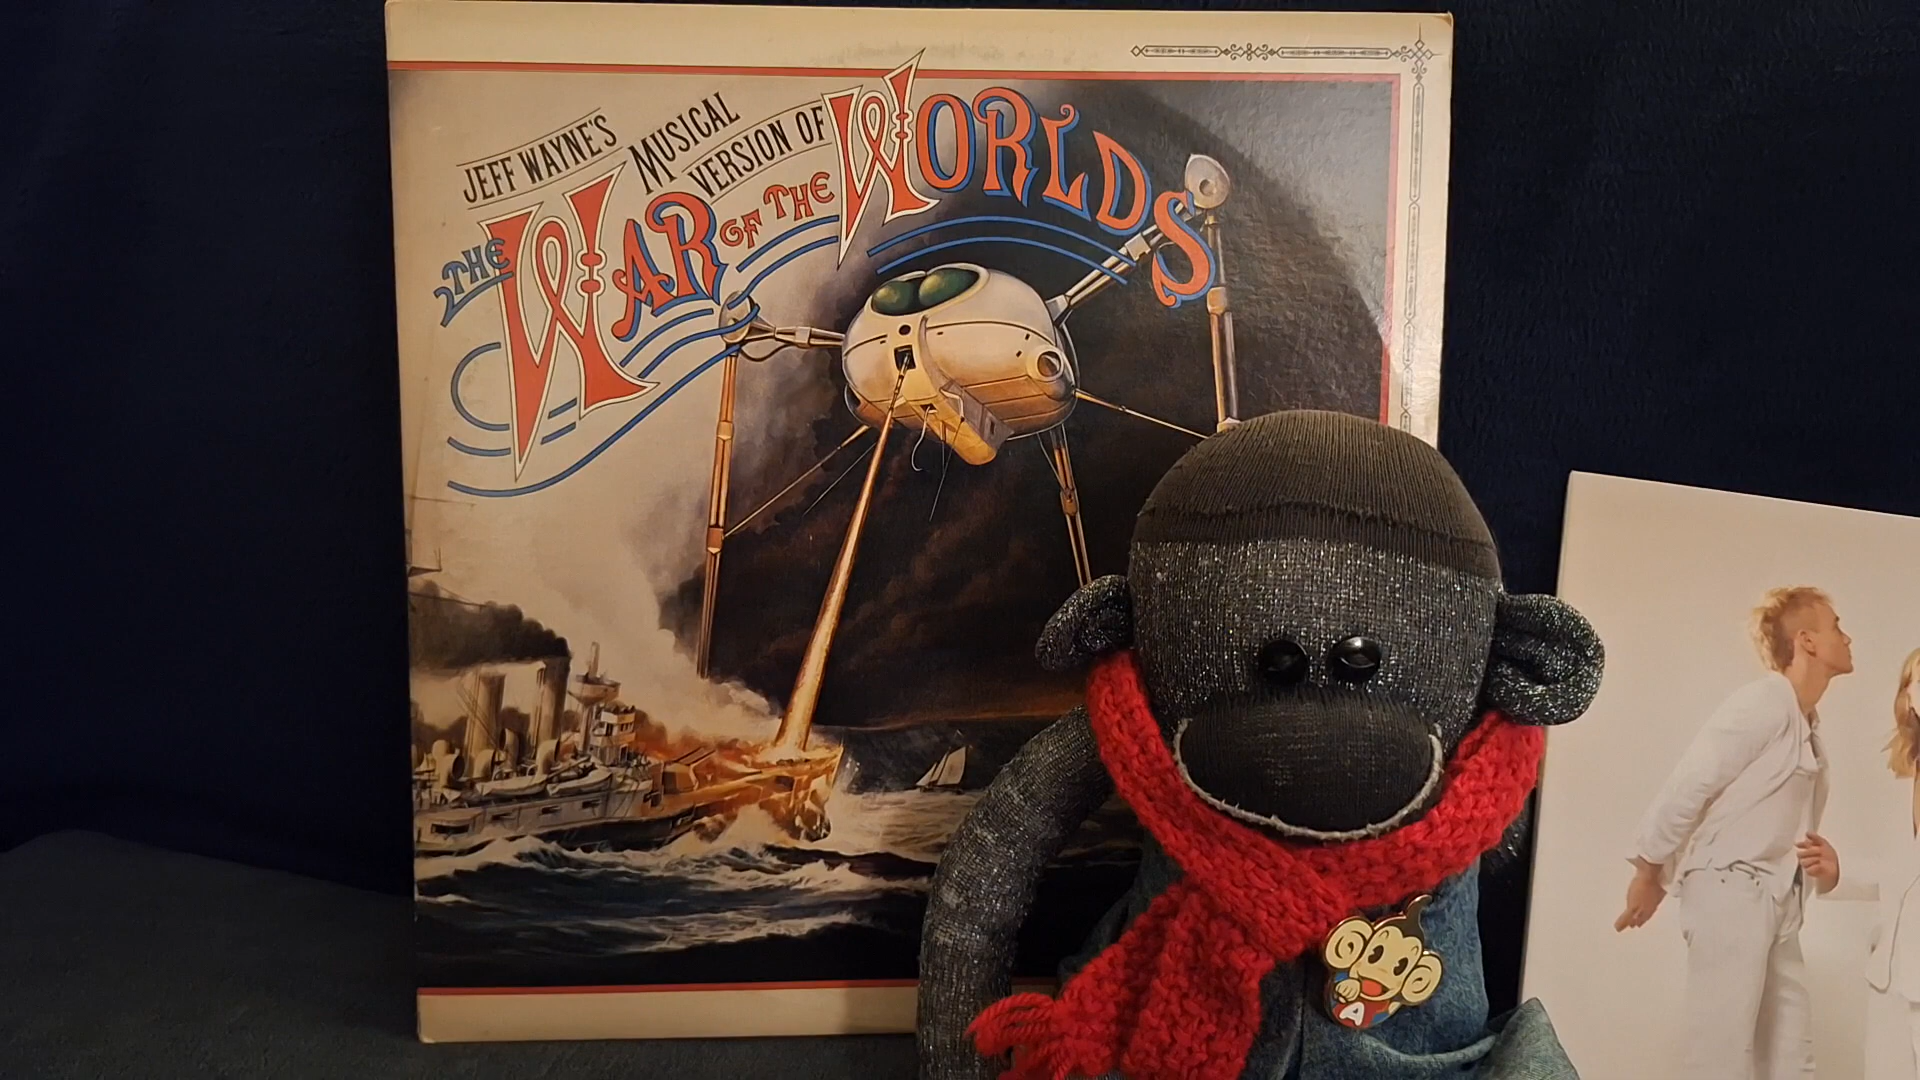 JEFF WAYNE'S
MUSICAL
VERSION OF
THE WAR OF THE WORLDS
A